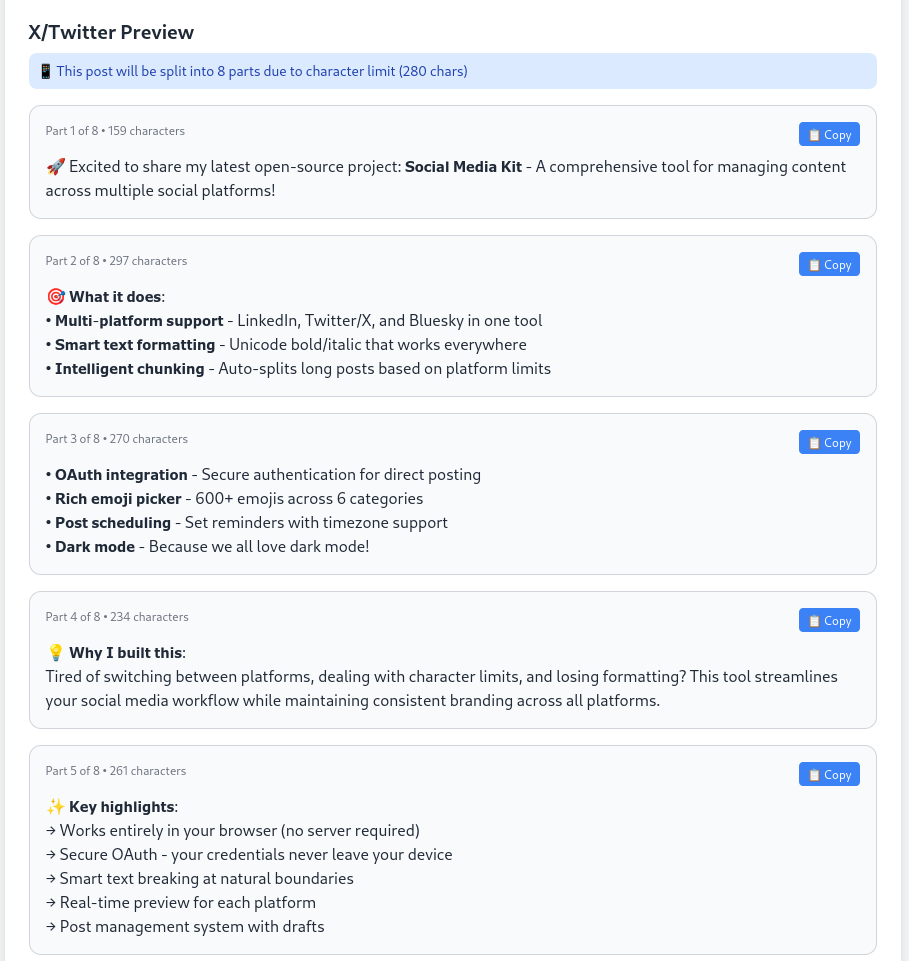 X/Twitter Preview
📱 This post will be split into 8 parts due to character limit (280 chars)
Part 1 of 8 • 159 characters
📋 Copy
🚀 Excited to share my latest open-source project: Social Media Kit - A comprehensive tool for managing content
across multiple social platforms!
Part 2 of 8 • 297 characters
📋 Copy
🎯 What it does:
• Multi-platform support - LinkedIn, Twitter/X, and Bluesky in one tool
• Smart text formatting - Unicode bold/italic that works everywhere
• Intelligent chunking - Auto-splits long posts based on platform limits
Part 3 of 8 • 270 characters
📋 Copy
• OAuth integration - Secure authentication for direct posting
• Rich emoji picker - 600+ emojis across 6 categories
• Post scheduling - Set reminders with timezone support
• Dark mode - Because we all love dark mode!
Part 4 of 8 • 234 characters
📋 Copy
💡 Why I built this:
Tired of switching between platforms, dealing with character limits, and losing formatting? This tool streamlines
your social media workflow while maintaining consistent branding across all platforms.
Part 5 of 8 • 261 characters
📋 Copy
✨ Key highlights:
→ Works entirely in your browser (no server required)
→ Secure OAuth - your credentials never leave your device
→ Smart text breaking at natural boundaries
→ Real-time preview for each platform
→ Post management system with drafts